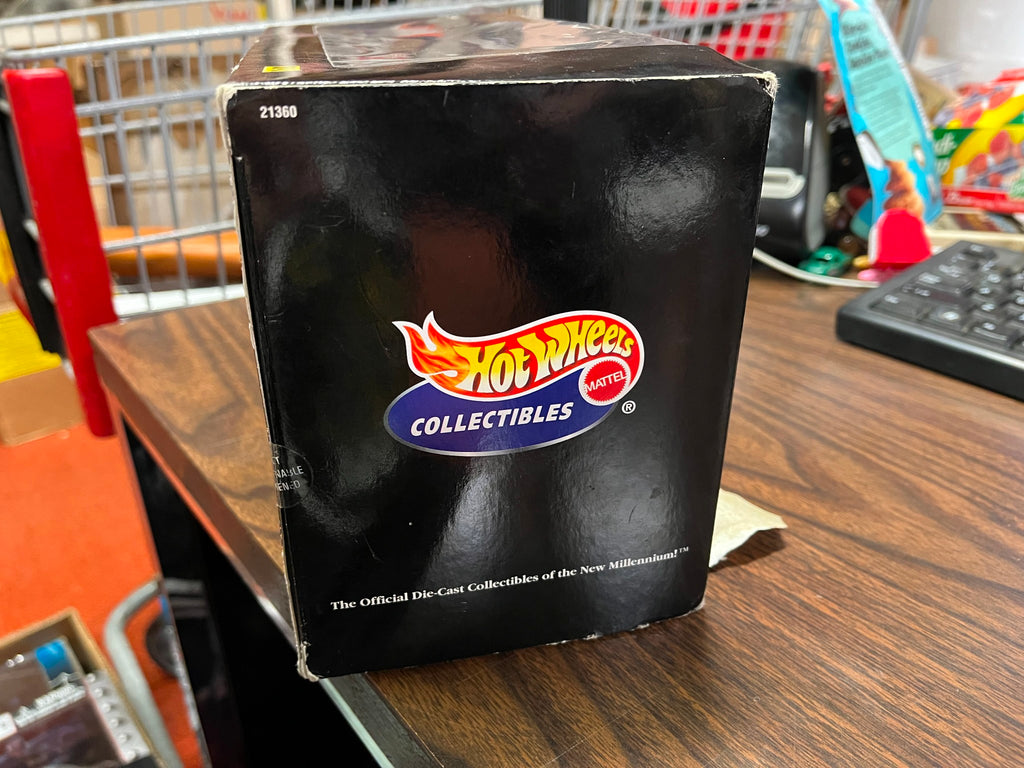 21360
HOT WHEELS
MATTEL
COLLECTIBLES
®
The Official Die-Cast Collectibles of the New Millennium!™